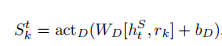 S_k^t = act_D(W_D[h_t^S, r_k] + b_D).